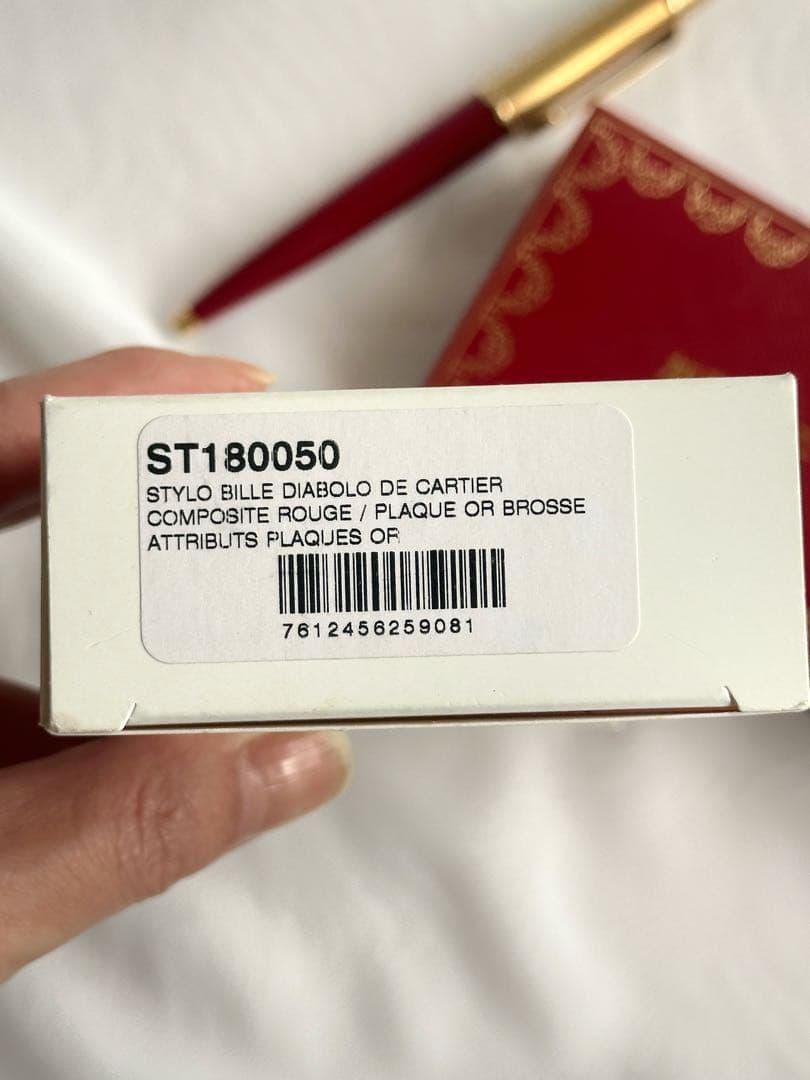 ST180050
STYLO BILLE DIABOLO DE CARTIER
COMPOSITE ROUGE / PLAQUE OR BROSSE
ATTRIBUTS PLAQUES OR
7612456259081